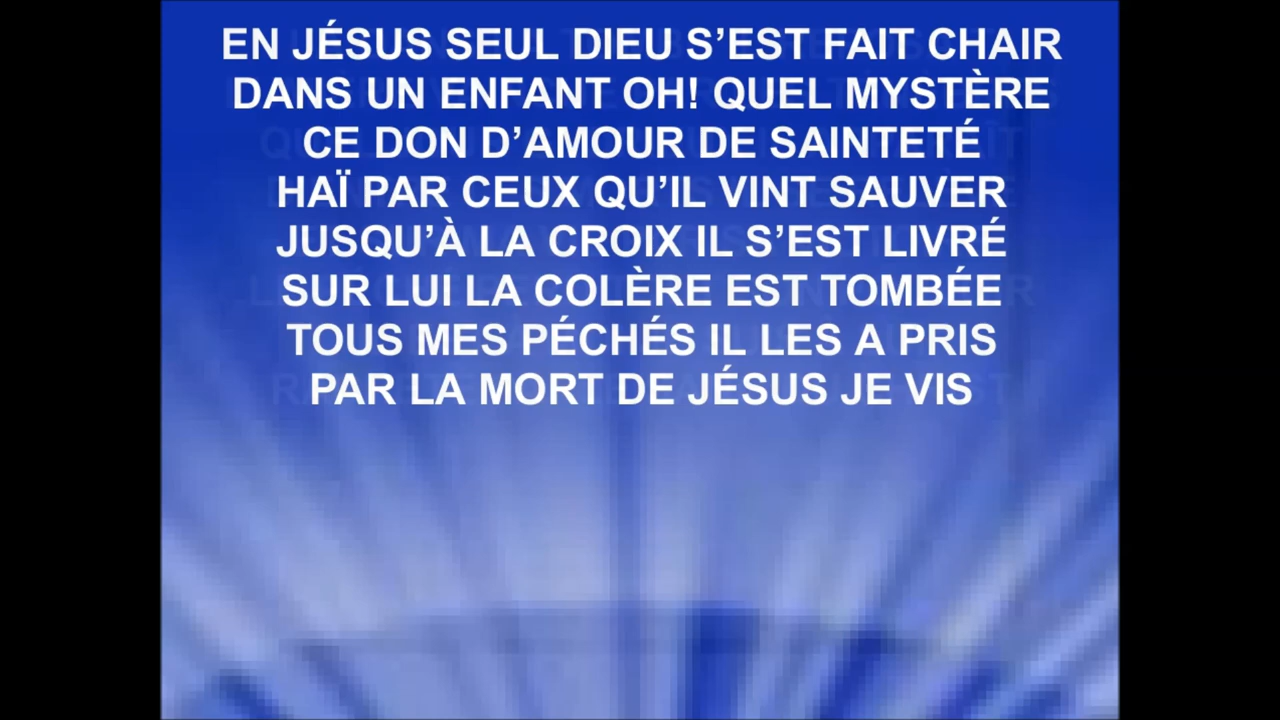 EN JÉSUS SEUL DIEU S’EST FAIT CHAIR
DANS UN ENFANT OH! QUEL MYSTÈRE
CE DON D’AMOUR DE SAINTETÉ
HAÏ PAR CEUX QU’IL VINT SAUVER
JUSQU’À LA CROIX IL S’EST LIVRÉ
SUR LUI LA COLÈRE EST TOMBÉE
TOUS MES PÉCHÉS IL LES A PRIS
PAR LA MORT DE JÉSUS JE VIS